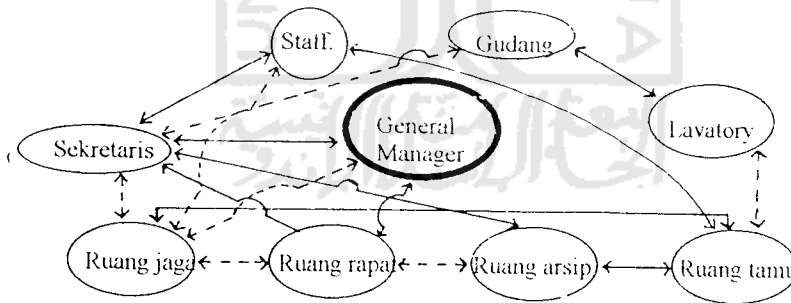 Staff.
Gudang
General
Manager
Lavatory
Sekretaris
Ruang jaga
Ruang rapat
Ruang arsip
Ruang tamu